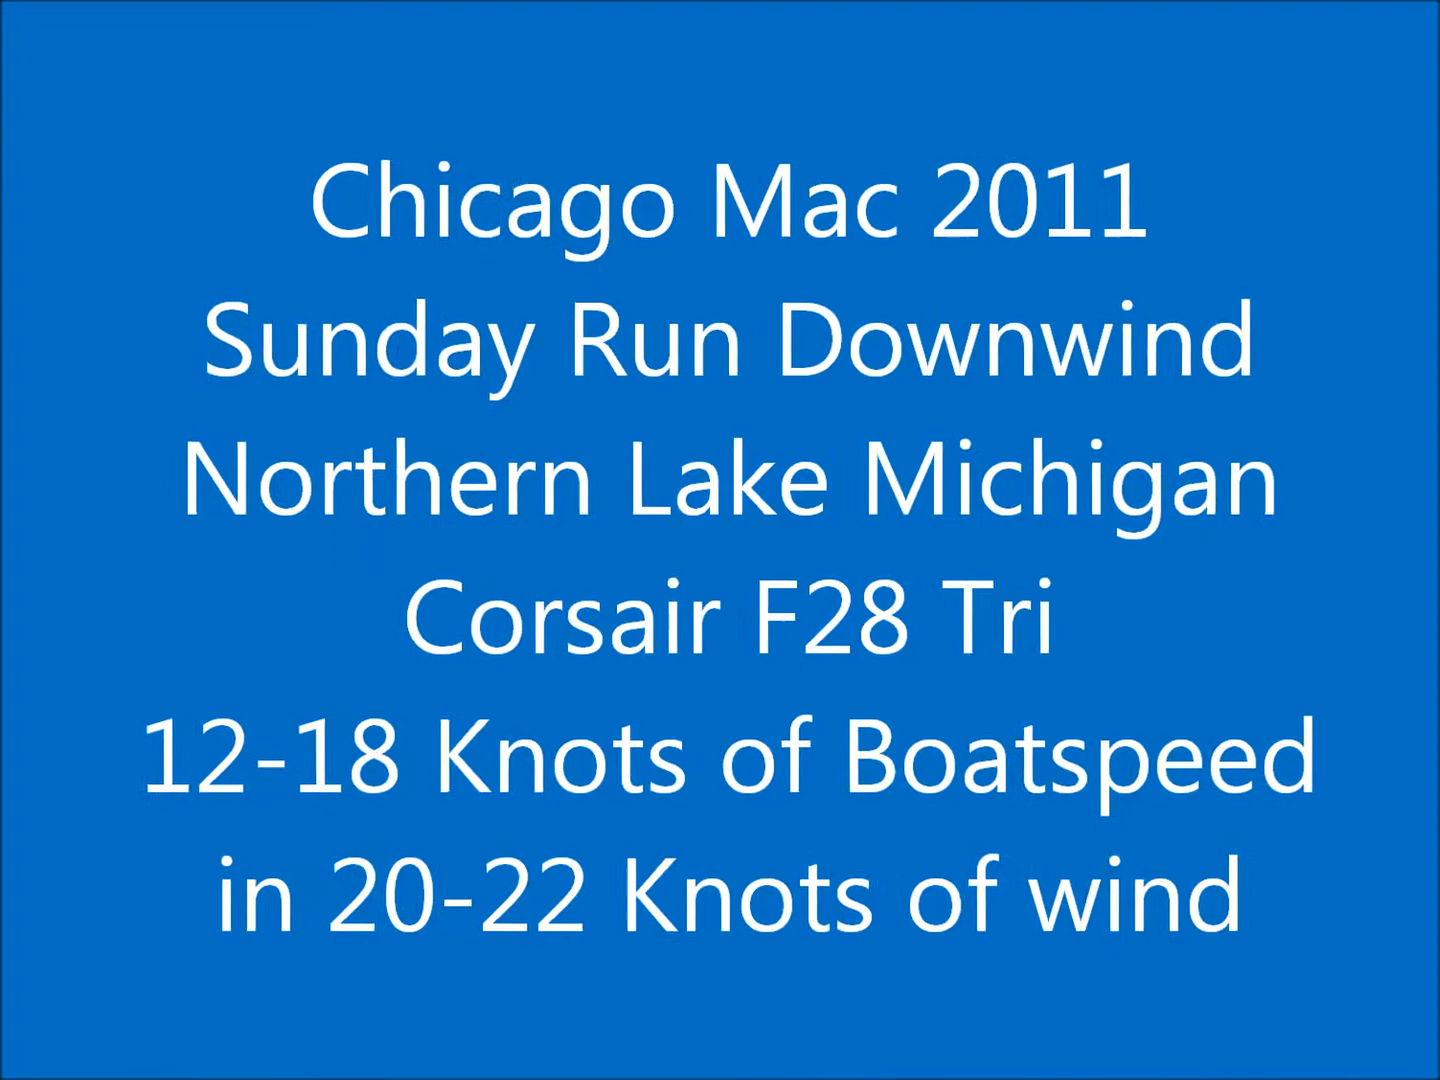 Chicago Mac 2011
Sunday Run Downwind
Northern Lake Michigan
Corsair F28 Tri
12-18 Knots of Boatspeed
in 20-22 Knots of wind